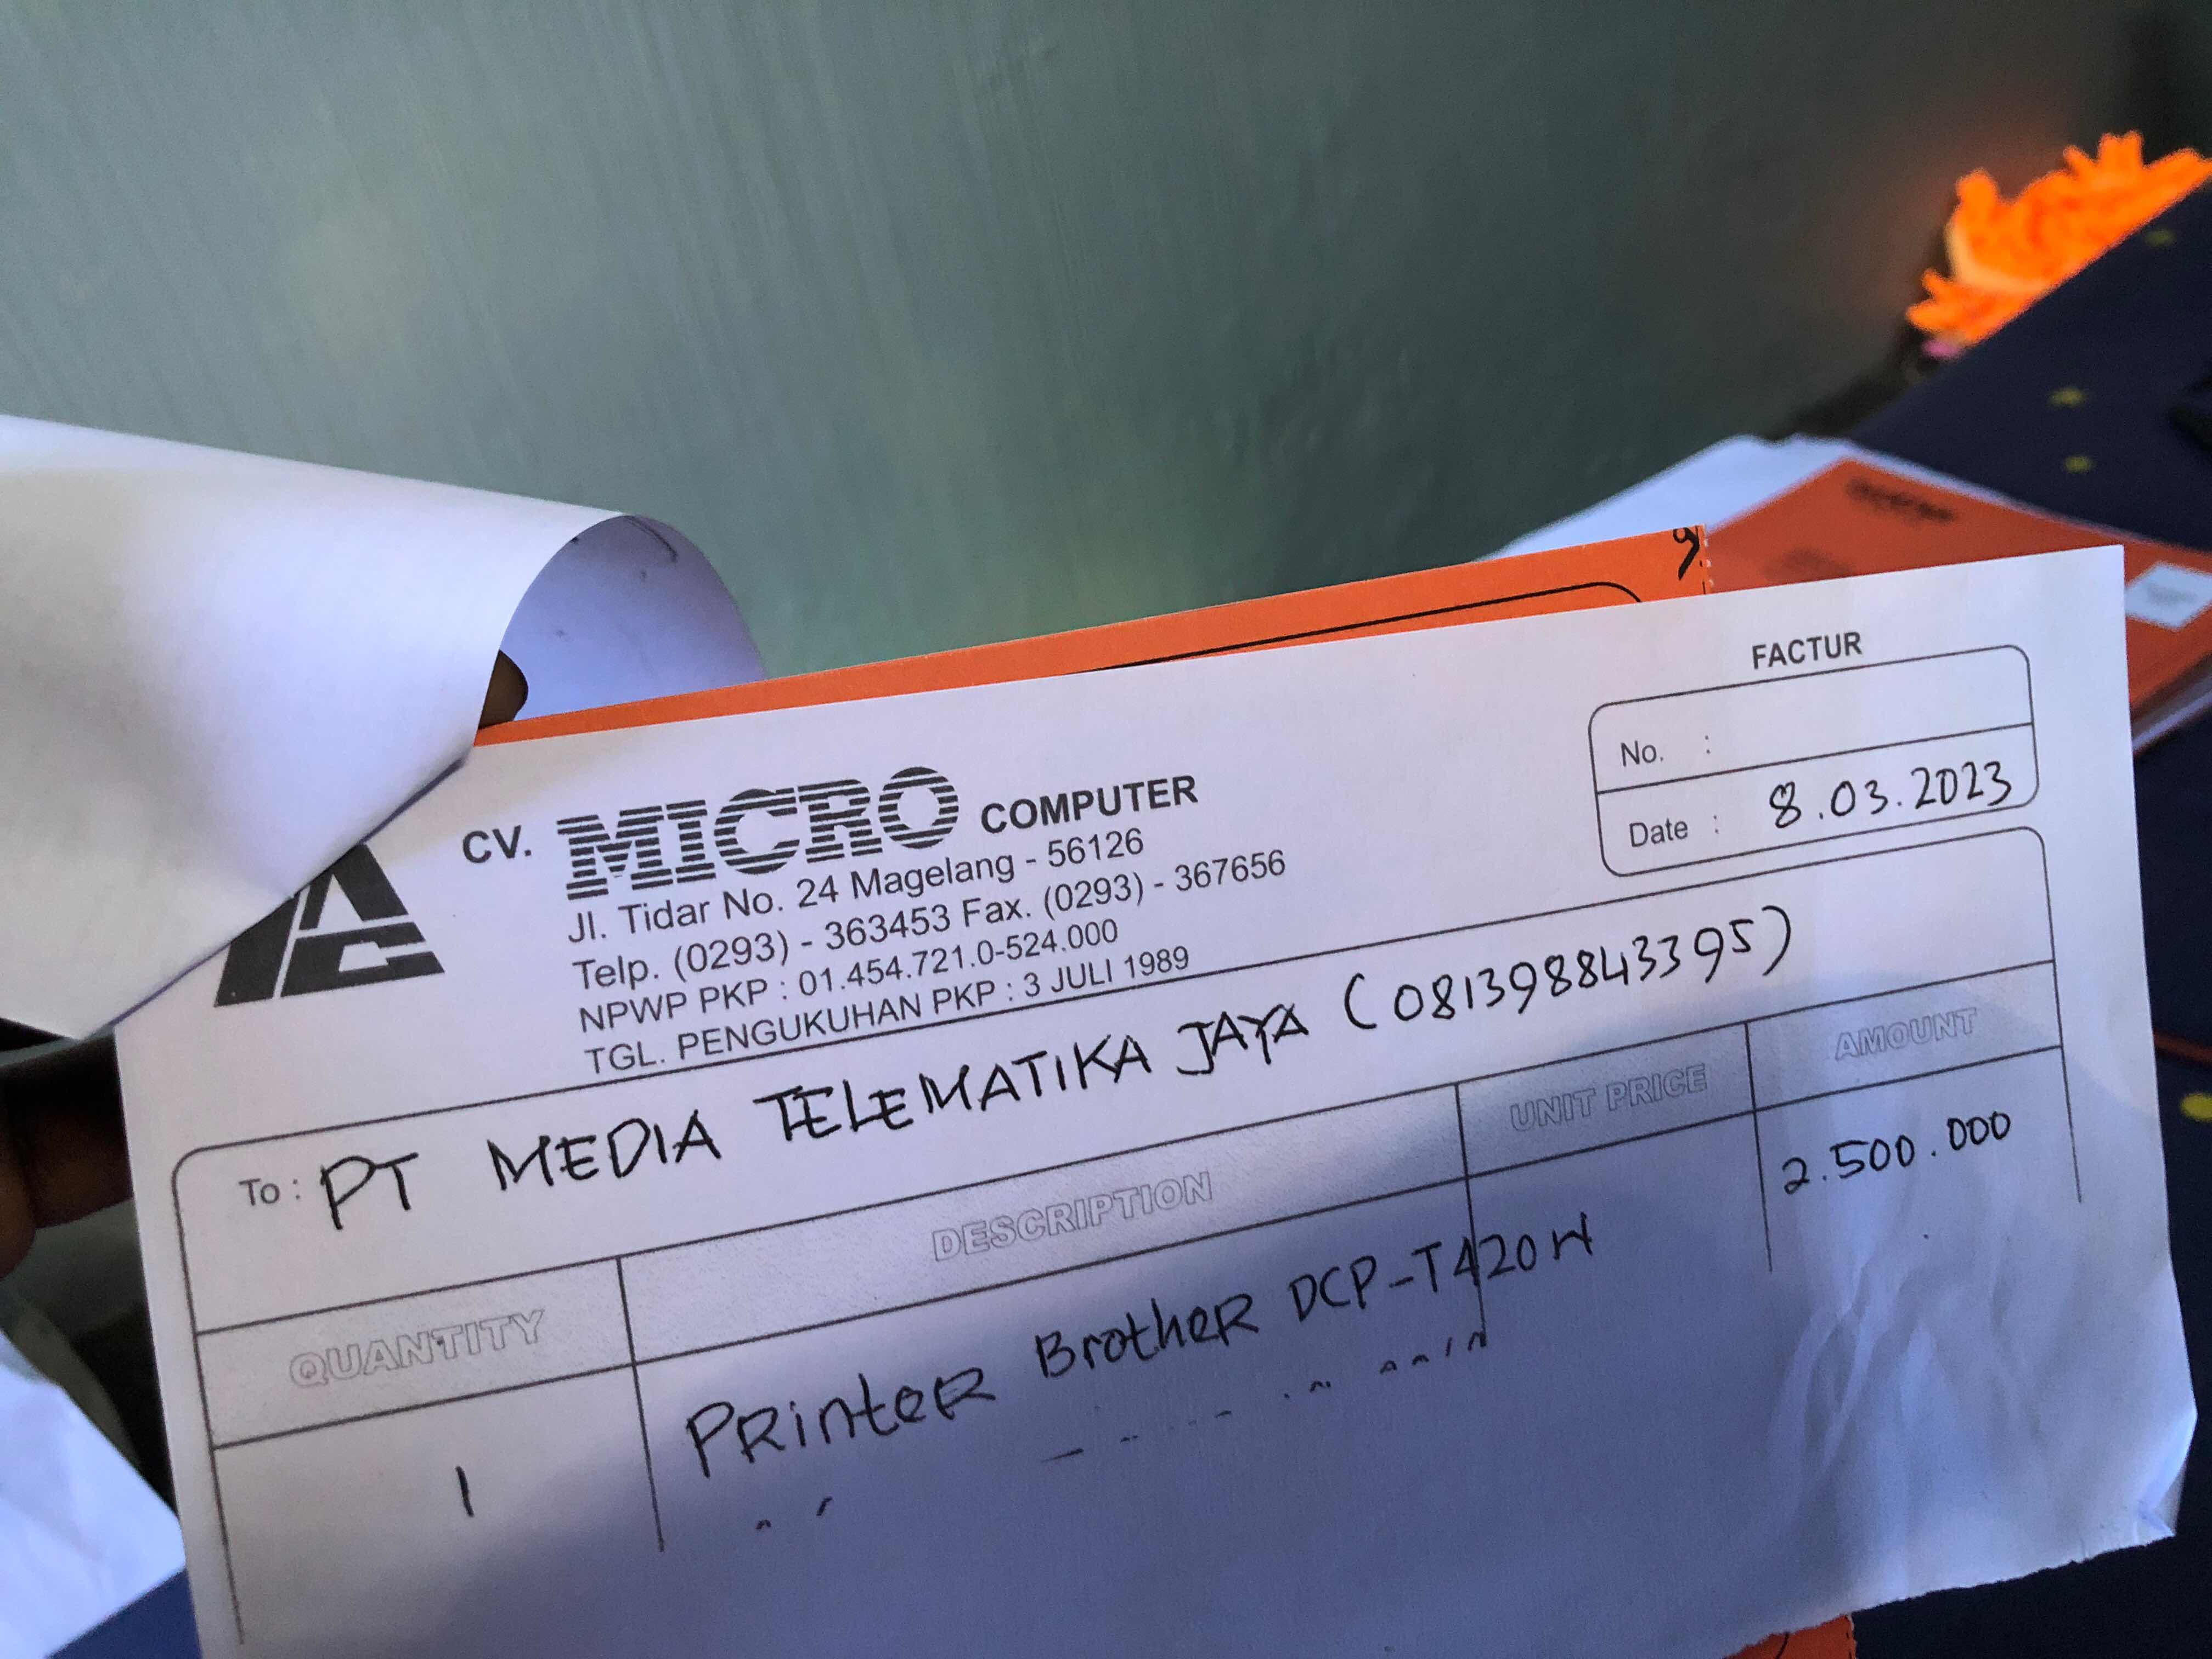 FACTUR
No. :
Date : 8.03.2023
CV. MICRO COMPUTER
Jl. Tidar No. 24 Magelang - 56126
Telp. (0293) - 363453 Fax. (0293) - 367656
NPWP PKP : 01.454.721.0-524.000
TGL. PENGUKUHAN PKP : 3 JULI 1989
To : PT MEDIA TELEMATIKA JAYA (081398843395)
QUANTITY DESCRIPTION UNIT PRICE AMOUNT
1 PRinteR BrotheR DCP-T420W 2.500.000